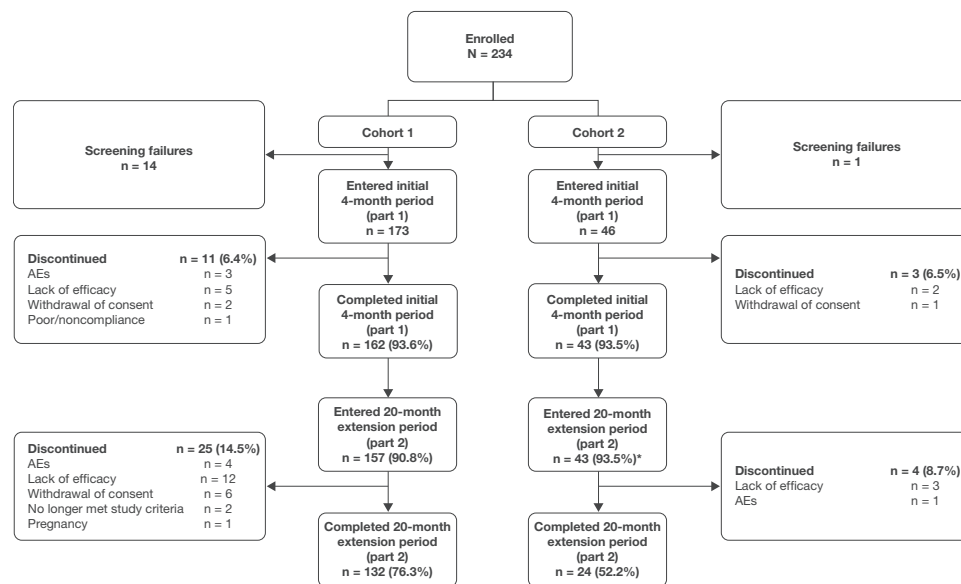 Enrolled
N = 234
Cohort 1
Cohort 2
Screening failures
n = 14
Screening failures
n = 1
Entered initial
4-month period
(part 1)
n = 173
Entered initial
4-month period
(part 1)
n = 46
Discontinued n = 11 (6.4%)
AEs n = 3
Lack of efficacy n = 5
Withdrawal of consent n = 2
Poor/noncompliance n = 1
Discontinued n = 3 (6.5%)
Lack of efficacy n = 2
Withdrawal of consent n = 1
Completed initial
4-month period
(part 1)
n = 162 (93.6%)
Completed initial
4-month period
(part 1)
n = 43 (93.5%)
Entered 20-month
extension period
(part 2)
n = 157 (90.8%)
Entered 20-month
extension period
(part 2)
n = 43 (93.5%)*
Discontinued n = 25 (14.5%)
AEs n = 4
Lack of efficacy n = 12
Withdrawal of consent n = 6
No longer met study criteria n = 2
Pregnancy n = 1
Discontinued n = 4 (8.7%)
Lack of efficacy n = 3
AEs n = 1
Completed 20-month
extension period
(part 2)
n = 132 (76.3%)
Completed 20-month
extension period
(part 2)
n = 24 (52.2%)